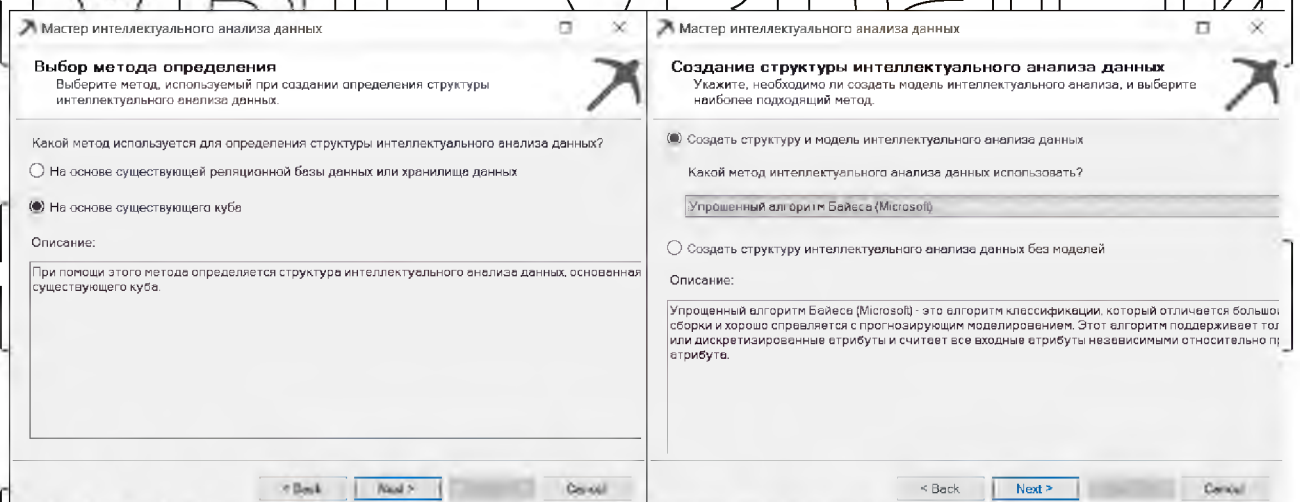 Мастер интеллектуального анализа данных
Выбор метода определения
Выберите метод, используемый при создании определения структуры
интеллектуального анализа данных.
Какой метод используется для определения структуры интеллектуального анализа данных?
На основе существующей реляционной базы данных или хранилища данных
На основе существующего куба
Описание:
При помощи этого метода определяется структура интеллектуального анализа данных, основанная
существующего куба.
< Back
Next >
Cancel
Мастер интеллектуального анализа данных
Создание структуры интеллектуального анализа данных
Укажите, необходимо ли создать модель интеллектуального анализа, и выберите
наиболее подходящий метод.
Создать структуру и модель интеллектуального анализа данных
Какой метод интеллектуального анализа данных использовать?
Упрощенный алгоритм Байеса (Microsoft)
Создать структуру интеллектуального анализа данных без моделей
Описание:
Упрощенный алгоритм Байеса (Microsoft) - это алгоритм классификации, который отличается
сборки и хорошо справляется с прогнозирующим моделированием. Этот алгоритм поддерживает
или дискретизированные атрибуты и считает все входные атрибуты независимыми относительно
атрибута.
< Back
Next >
Cancel